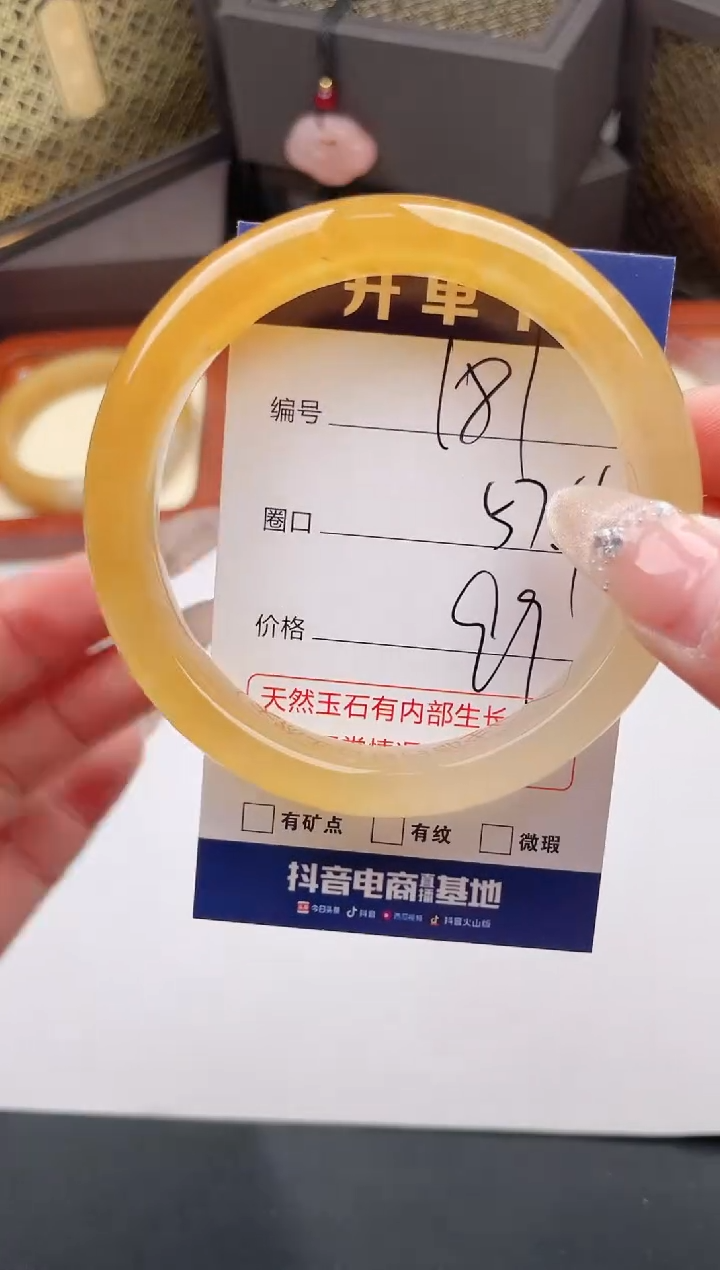 开单
编号 181
圈口 57
价格 99
天然玉石有内部生长
有矿点 有纹 微瑕
抖音电商直播基地
今日头条 抖音 西瓜视频 抖音火山版